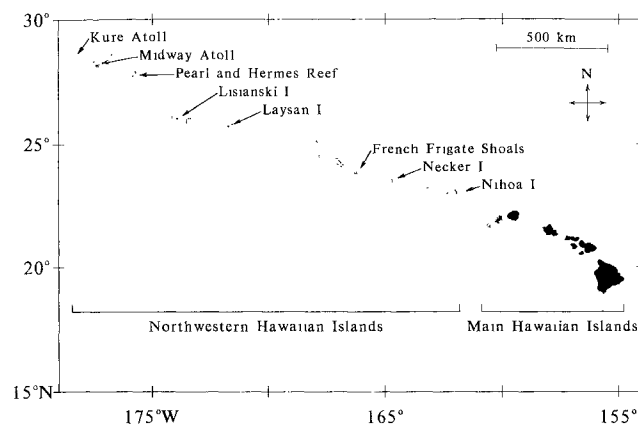 30°
Kure Atoll
500 km
Midway Atoll
Pearl and Hermes Reef
N
Lisianski I
Laysan I
25°
French Frigate Shoals
Necker I
Nihoa I
20°
Northwestern Hawaiian Islands
Main Hawaiian Islands
15°N
175°W
165°
155°